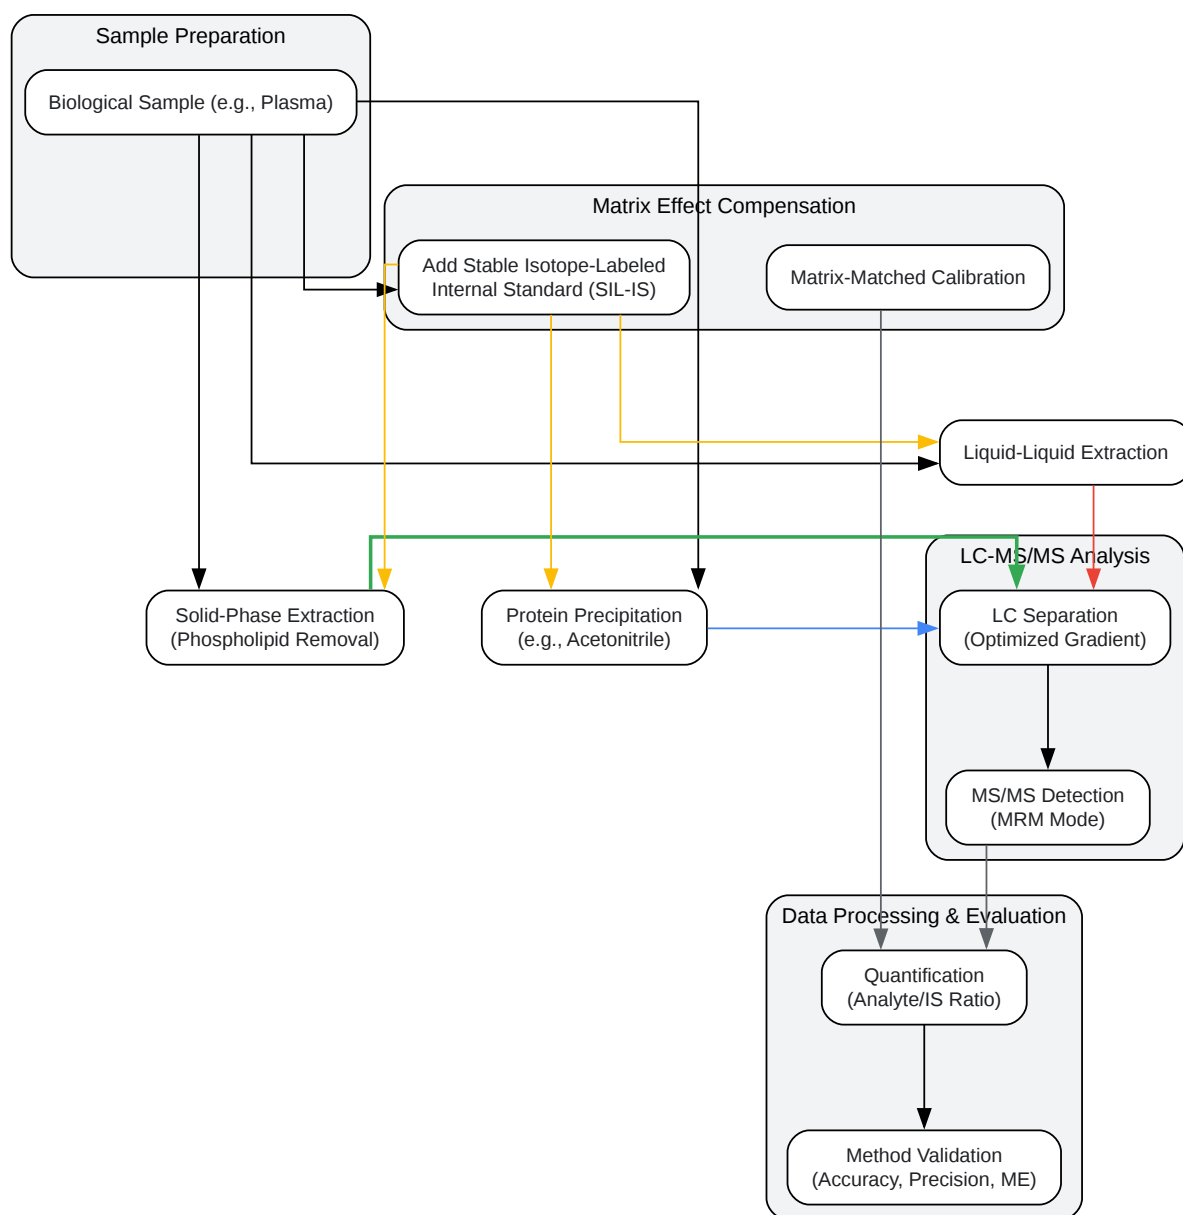 Sample Preparation
Biological Sample (e.g., Plasma)
Matrix Effect Compensation
Add Stable Isotope-Labeled
Internal Standard (SIL-IS)
Matrix-Matched Calibration
Liquid-Liquid Extraction
LC-MS/MS Analysis
Solid-Phase Extraction
(Phospholipid Removal)
Protein Precipitation
(e.g., Acetonitrile)
LC Separation
(Optimized Gradient)
MS/MS Detection
(MRM Mode)
Data Processing & Evaluation
Quantification
(Analyte/IS Ratio)
Method Validation
(Accuracy, Precision, ME)